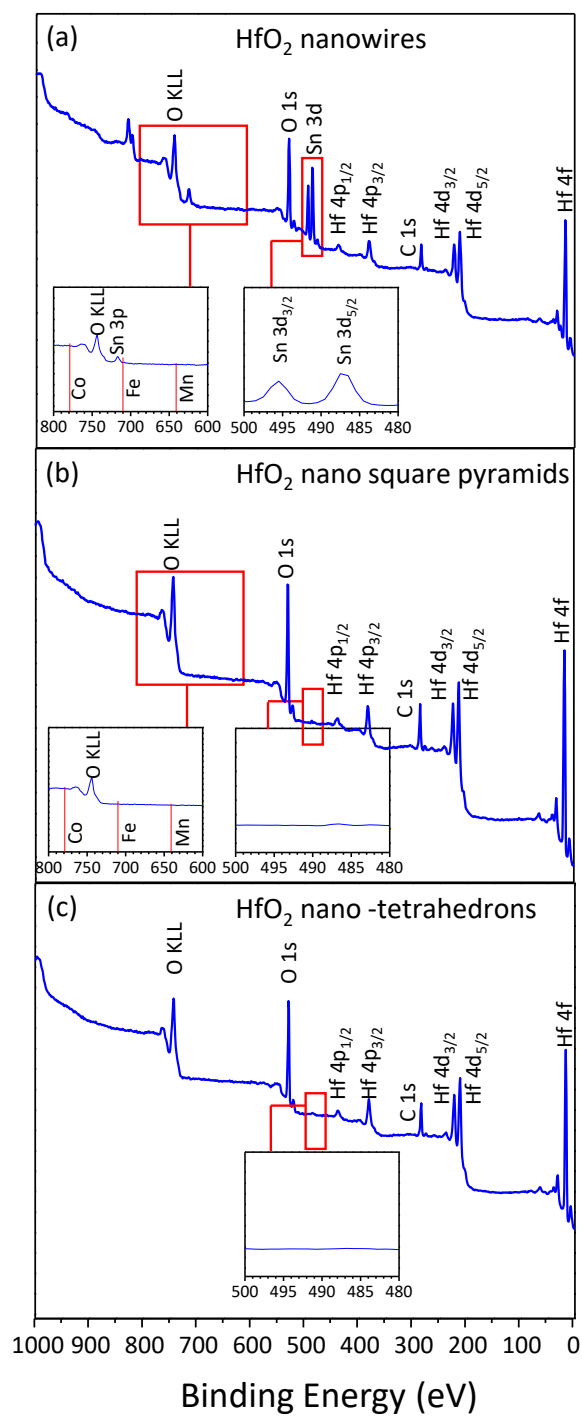 (a)
HfO₂ nanowires
O KLL
O 1s
Sn 3d
Hf 4p₁/₂
Hf 4p₃/₂
C 1s
Hf 4d₃/₂
Hf 4d₅/₂
Hf 4f
O KLL
Sn 3p
Co
Fe
Mn
800 750 700 650 600
Sn 3d₃/₂
Sn 3d₅/₂
500 495 490 485 480
(b)
HfO₂ nano square pyramids
O KLL
O 1s
Hf 4p₁/₂
Hf 4p₃/₂
C 1s
Hf 4d₃/₂
Hf 4d₅/₂
Hf 4f
O KLL
Co
Fe
Mn
800 750 700 650 600
500 495 490 485 480
(c)
HfO₂ nano -tetrahedrons
O KLL
O 1s
Hf 4p₁/₂
Hf 4p₃/₂
C 1s
Hf 4d₃/₂
Hf 4d₅/₂
Hf 4f
500 495 490 485 480
1000 900 800 700 600 500 400 300 200 100 0
Binding Energy (eV)